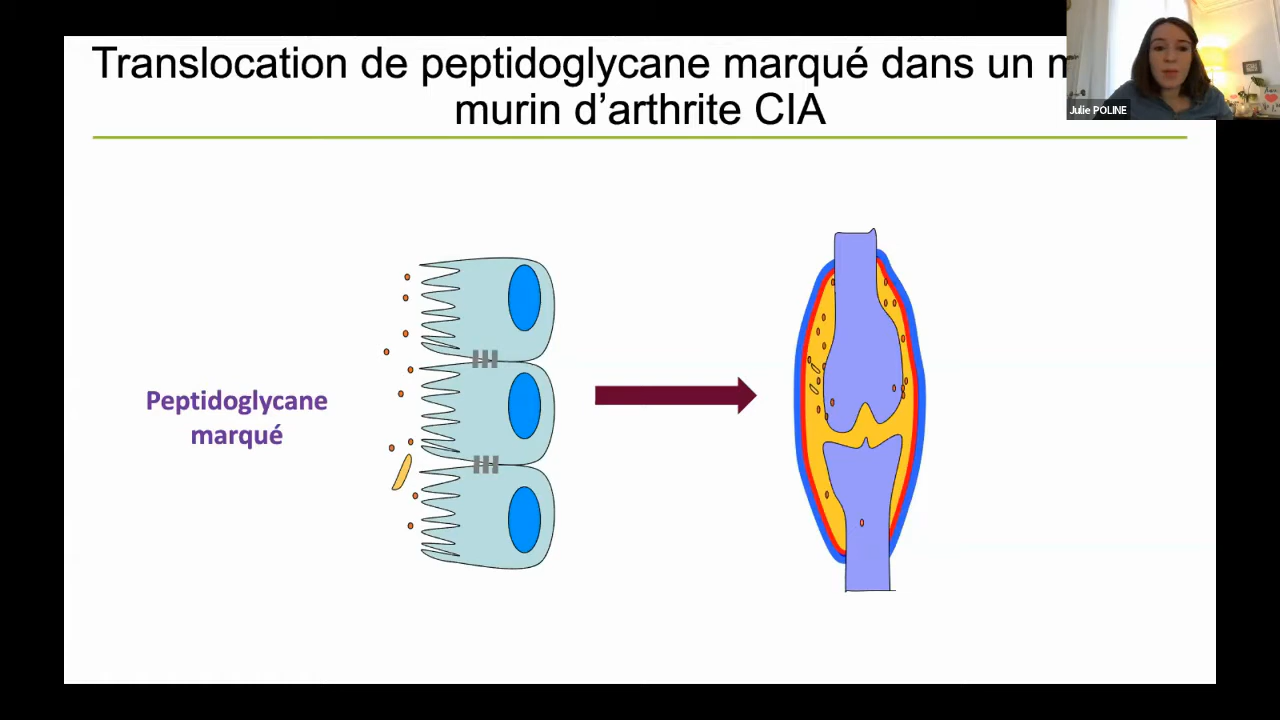 Translocation de peptidoglycane marqué dans un
murin d'arthrite CIA
Julie POLINE
Peptidoglycane
marqué